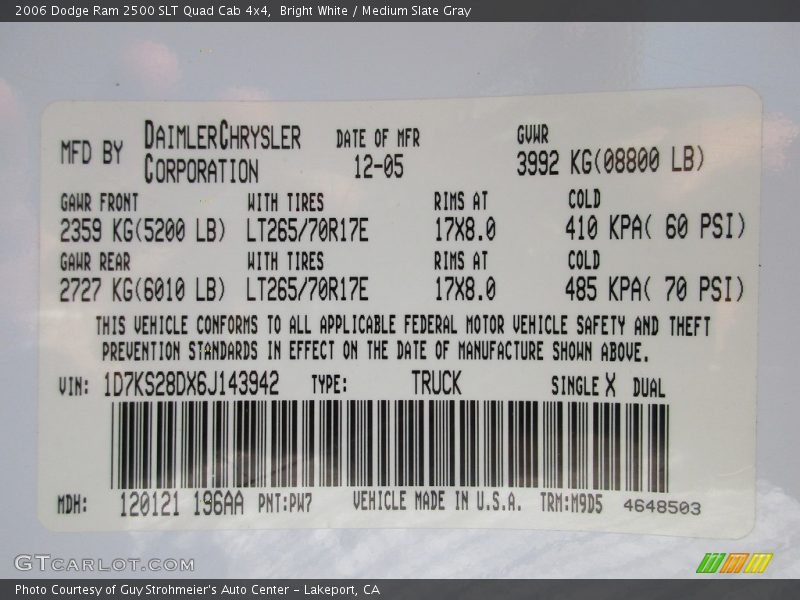 2006 Dodge Ram 2500 SLT Quad Cab 4x4,  Bright White / Medium Slate Gray
MFD BY DAIMLERCHRYSLER CORPORATION DATE OF MFR 12-05 GVWR 3992 KG(08800 LB)
GAWR FRONT WITH TIRES RIMS AT COLD
2359 KG(5200 LB) LT265/70R17E 17X8.0 410 KPA( 60 PSI)
GAWR REAR WITH TIRES RIMS AT COLD
2727 KG(6010 LB) LT265/70R17E 17X8.0 485 KPA( 70 PSI)
THIS VEHICLE CONFORMS TO ALL APPLICABLE FEDERAL MOTOR VEHICLE SAFETY AND THEFT
PREVENTION STANDARDS IN EFFECT ON THE DATE OF MANUFACTURE SHOWN ABOVE.
VIN: 1D7KS28DX6J143942 TYPE: TRUCK SINGLE X DUAL
MDH: 120121 196AA PNT:PW7 VEHICLE MADE IN U.S.A. TRM:M9D5 4648503
GTCARLOT.COM
Photo Courtesy of Guy Strohmeier's Auto Center - Lakeport, CA